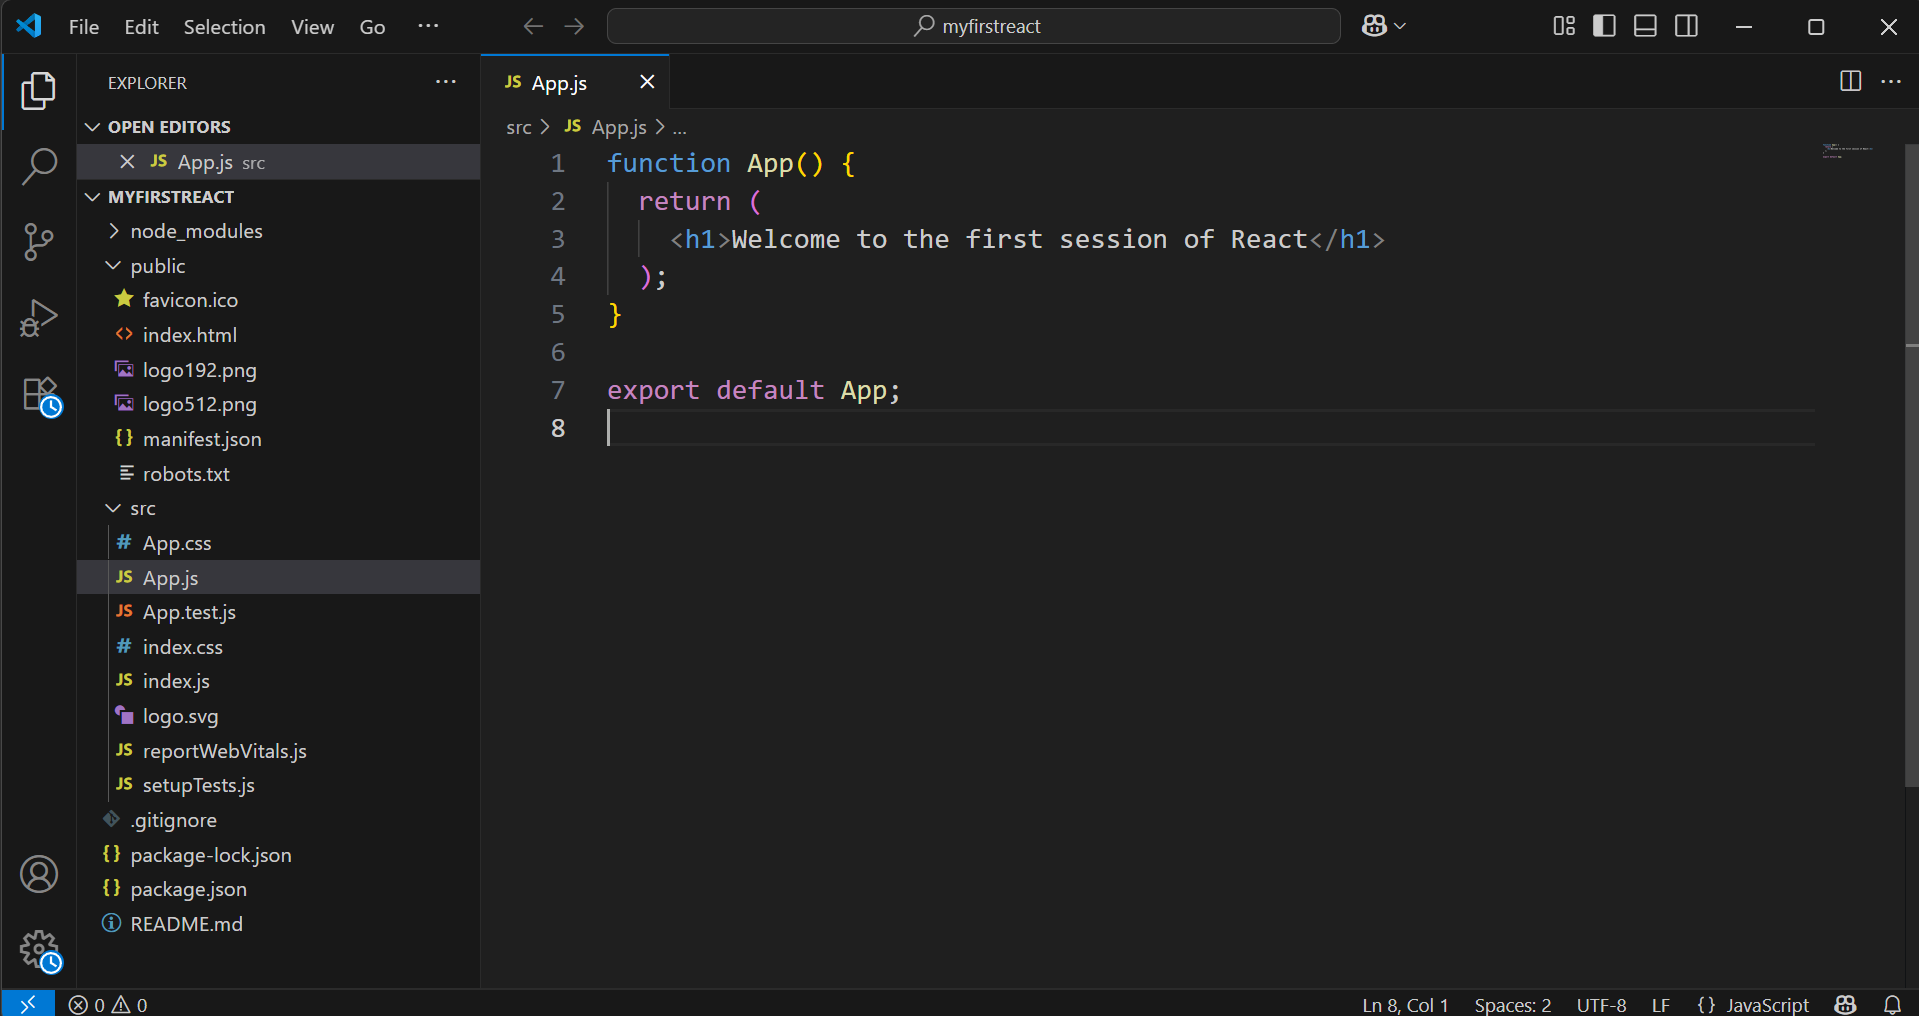 File Edit Selection View Go ···
myfirstreact
EXPLORER ···
OPEN EDITORS
JS App.js src
MYFIRSTREACT
node_modules
public
favicon.ico
index.html
logo192.png
logo512.png
{} manifest.json
robots.txt
src
# App.css
JS App.js
JS App.test.js
# index.css
JS index.js
logo.svg
JS reportWebVitals.js
JS setupTests.js
.gitignore
{} package-lock.json
{} package.json
README.md
JS App.js
src > JS App.js > ...
1 function App() {
2   return (
3     <h1>Welcome to the first session of React</h1>
4   );
5 }
6
7 export default App;
8
0 0
Ln 8, Col 1 Spaces: 2 UTF-8 LF {} JavaScript